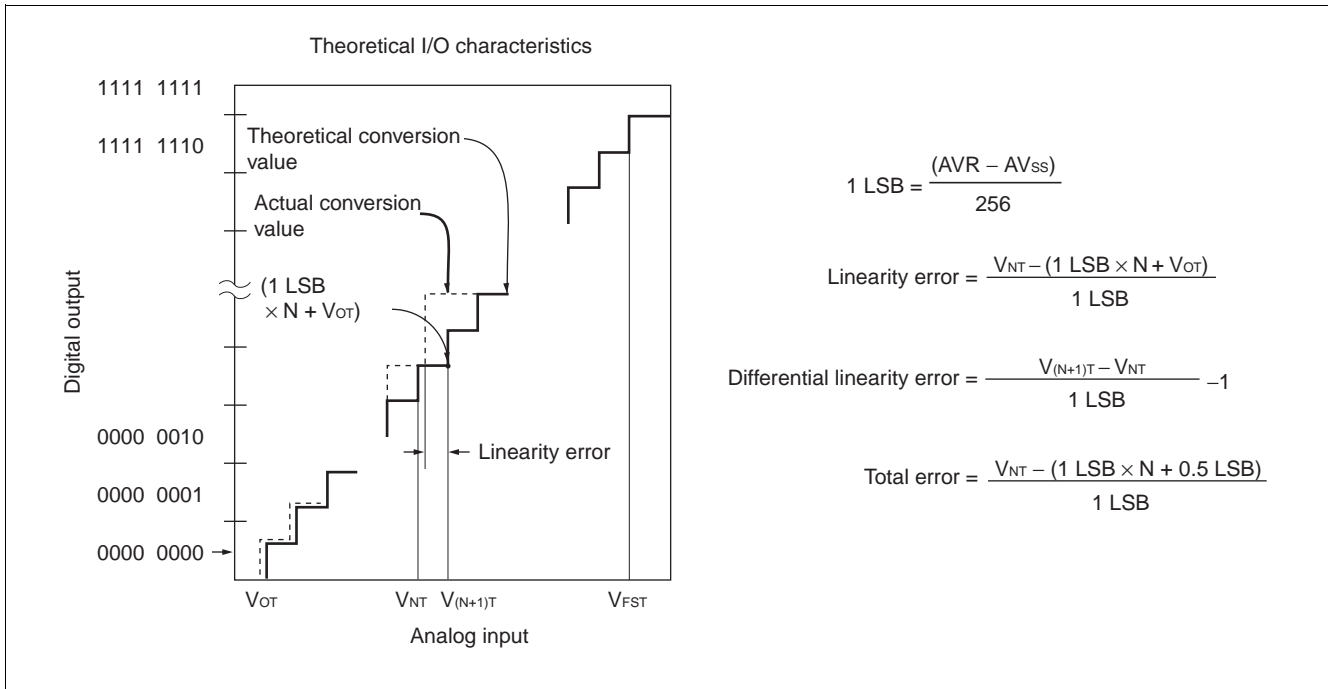 Theoretical I/O characteristics
1111 1111
1111 1110
0000 0010
0000 0001
0000 0000
Digital output
Theoretical conversion
value
Actual conversion
value
(1 LSB
× N + VOT)
Linearity error
VOT
VNT
V(N+1)T
VFST
Analog input
1 LSB = (AVR – AVSS)
256
Linearity error = VNT – (1 LSB × N + VOT)
1 LSB
Differential linearity error = V(N+1)T – VNT –1
1 LSB
Total error = VNT – (1 LSB × N + 0.5 LSB)
1 LSB